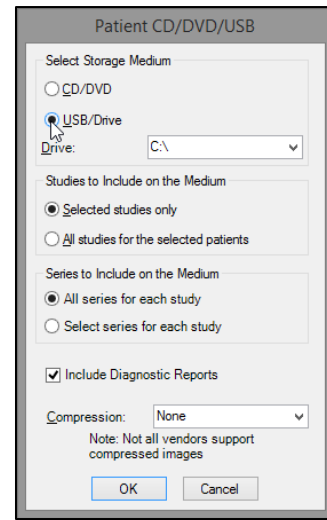 Patient CD/DVD/USB
Select Storage Medium
CD/DVD
USB/Drive
Drive: C:\
Studies to Include on the Medium
Selected studies only
All studies for the selected patients
Series to Include on the Medium
All series for each study
Select series for each study
Include Diagnostic Reports
Compression: None
Note: Not all vendors support
compressed images
OK Cancel